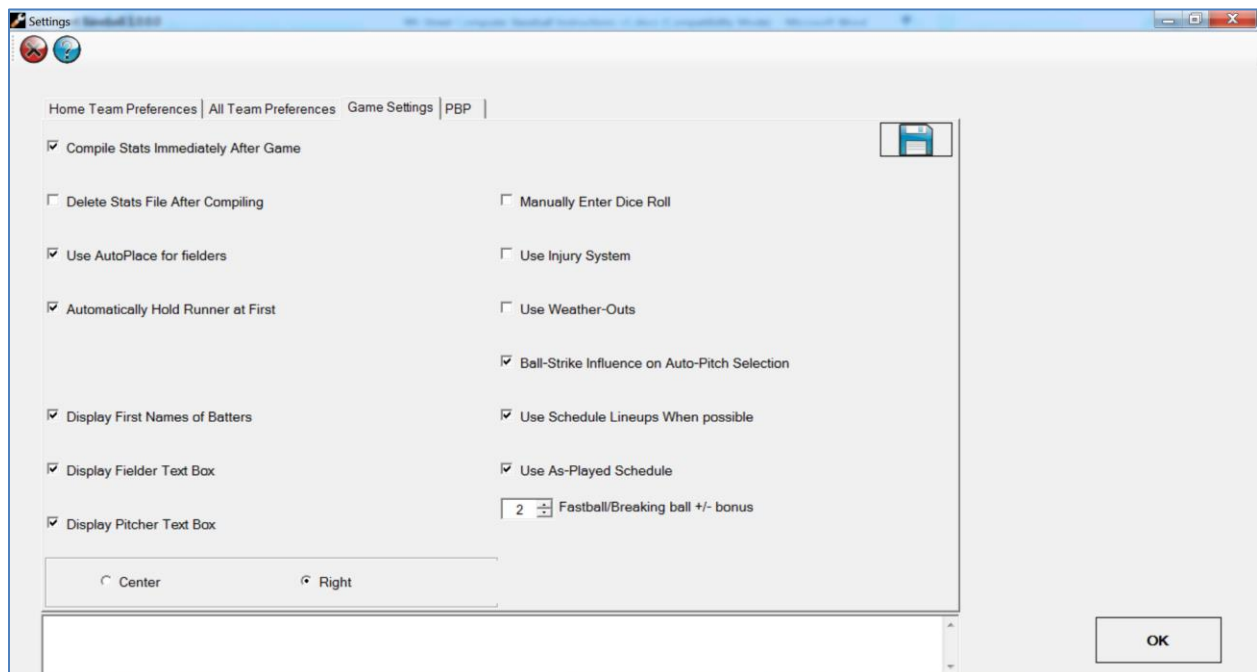 Settings
Home Team Preferences All Team Preferences Game Settings PBP
Compile Stats Immediately After Game
Delete Stats File After Compiling
Manually Enter Dice Roll
Use AutoPlace for fielders
Use Injury System
Automatically Hold Runner at First
Use Weather-Outs
Ball-Strike Influence on Auto-Pitch Selection
Display First Names of Batters
Use Schedule Lineups When possible
Display Fielder Text Box
Use As-Played Schedule
2 Fastball/Breaking ball +/- bonus
Display Pitcher Text Box
Center Right
OK